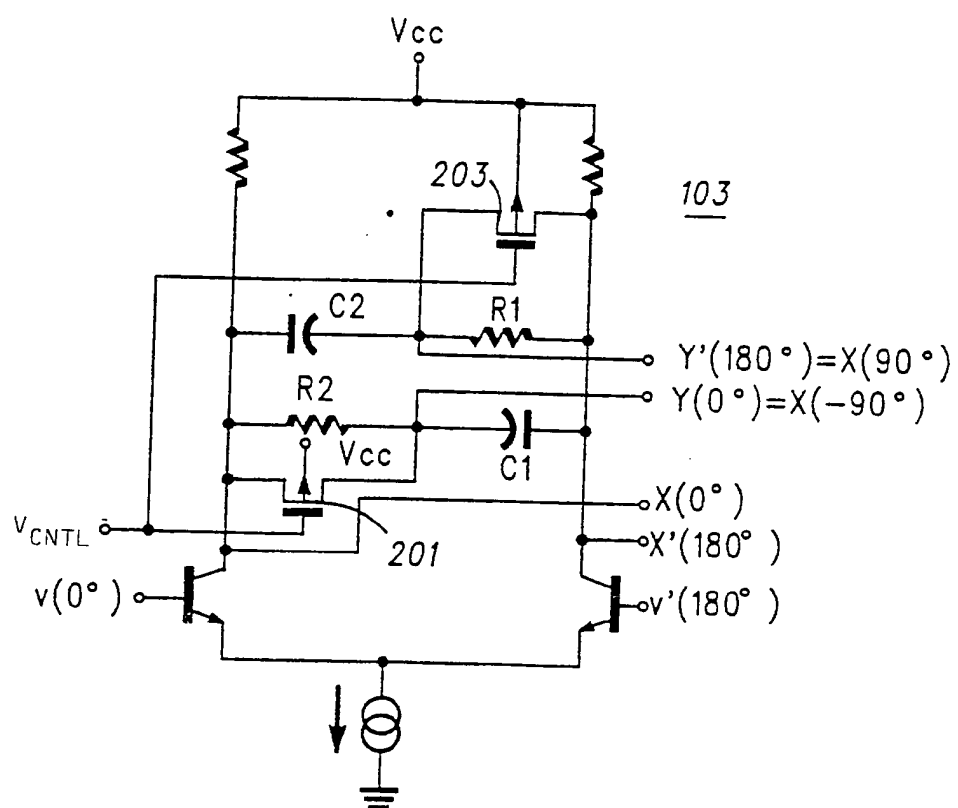 Vcc
203
103
C2
R1
Y'(180°)=X(90°)
R2
Y(0°)=X(-90°)
Vcc
C1
X(0°)
VCNTL
201
X'(180°)
v(0°)
v'(180°)